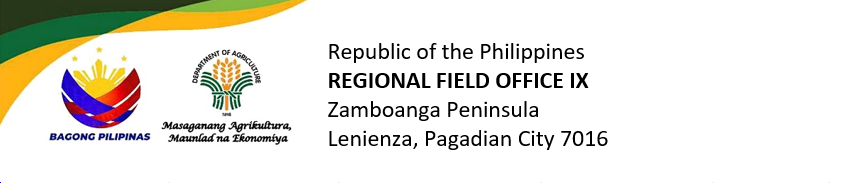 BAGONG PILIPINAS
DEPARTMENT OF AGRICULTURE
1898
Masaganang Agrikultura,
Maunlad na Ekonomiya
Republic of the Philippines
REGIONAL FIELD OFFICE IX
Zamboanga Peninsula
Lenienza, Pagadian City 7016